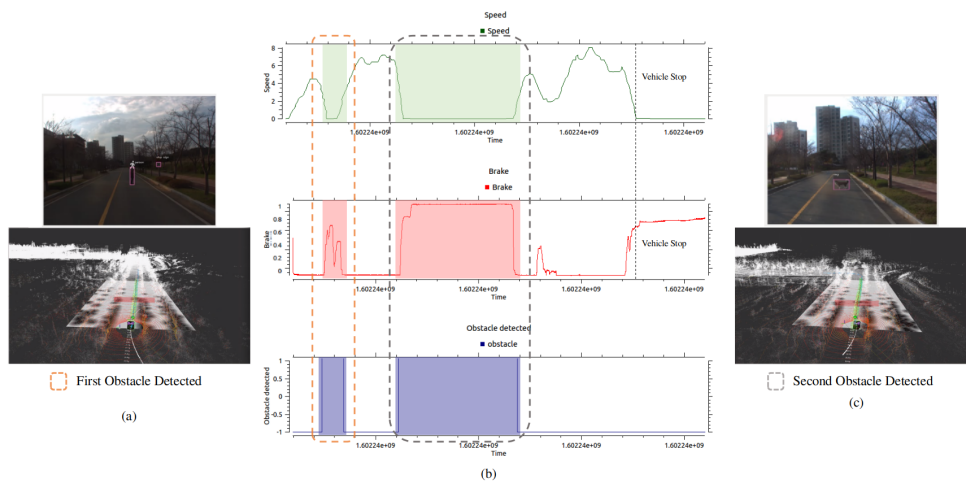 Speed
Speed
8
6
4
2
0
Speed
Vehicle Stop
1.60224e+09
1.60224e+09
1.60224e+09
1.60224e+09
Time
Brake
Brake
1
0.8
0.6
0.4
0.2
0
Brake
Vehicle Stop
1.60224e+09
1.60224e+09
1.60224e+09
1.60224e+09
Time
Obstacle detected
obstacle
1
0.5
0
-0.5
-1
Obstacle detected
1.60224e+09
1.60224e+09
1.60224e+09
1.60224e+09
Time
First Obstacle Detected
(a)
(b)
Second Obstacle Detected
(c)